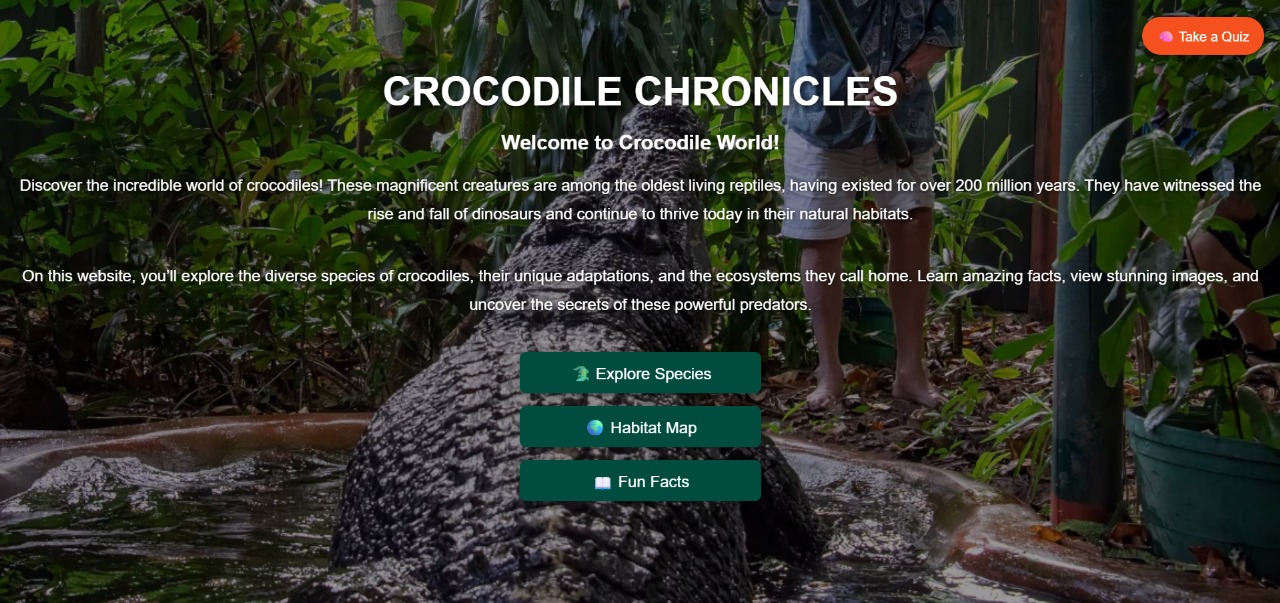 Take a Quiz
CROCODILE CHRONICLES
Welcome to Crocodile World!
Discover the incredible world of crocodiles! These magnificent creatures are among the oldest living reptiles, having existed for over 200 million years. They have witnessed the
rise and fall of dinosaurs and continue to thrive today in their natural habitats.
On this website, you'll explore the diverse species of crocodiles, their unique adaptations, and the ecosystems they call home. Learn amazing facts, view stunning images, and
uncover the secrets of these powerful predators.
Explore Species
Habitat Map
Fun Facts